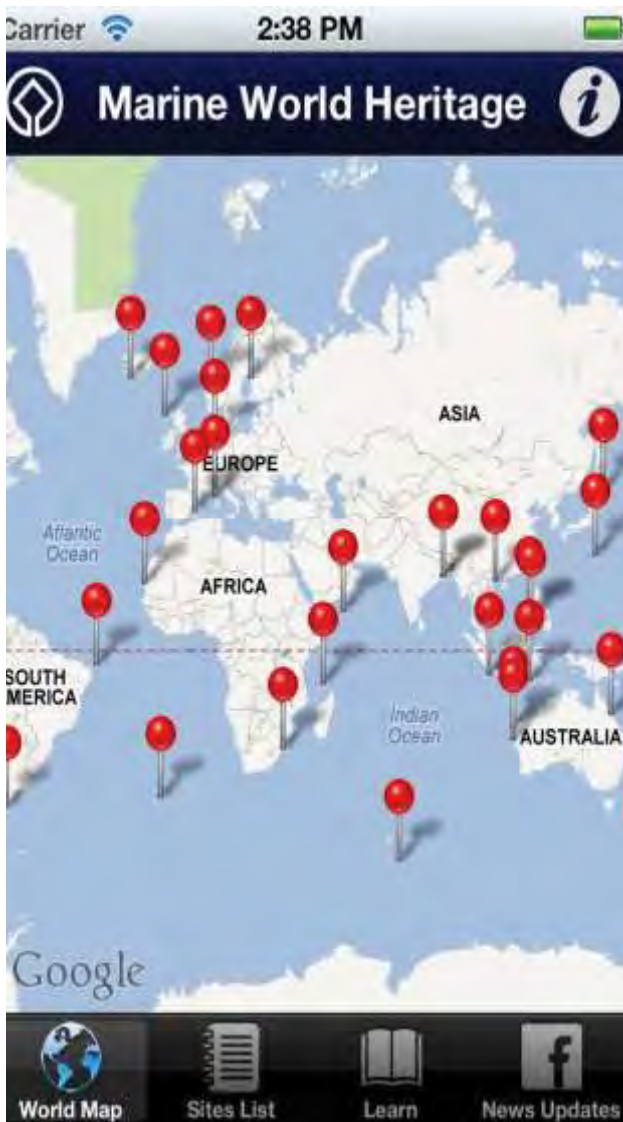 Carrier 2:38 PM
Marine World Heritage i
ASIA
EUROPE
Atlantic
Ocean
AFRICA
SOUTH
MERICA
Indian
Ocean
AUSTRALIA
Google
World Map Sites List Learn News Updates